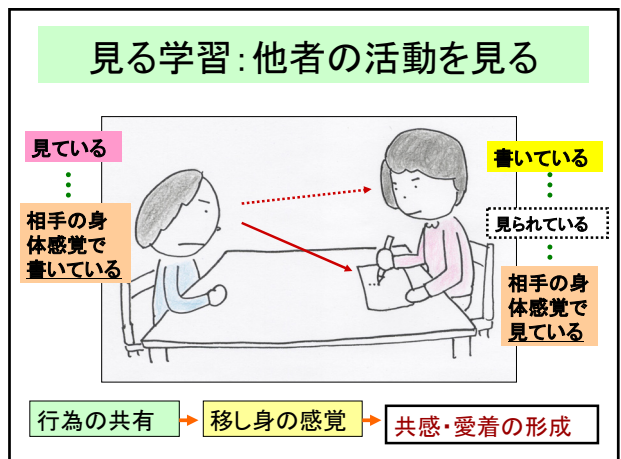 見る学習：他者の活動を見る
見ている
相手の身
体感覚で
書いている
書いている
見られている
相手の身
体感覚で
見ている
行為の共有
移し身の感覚
共感・愛着の形成